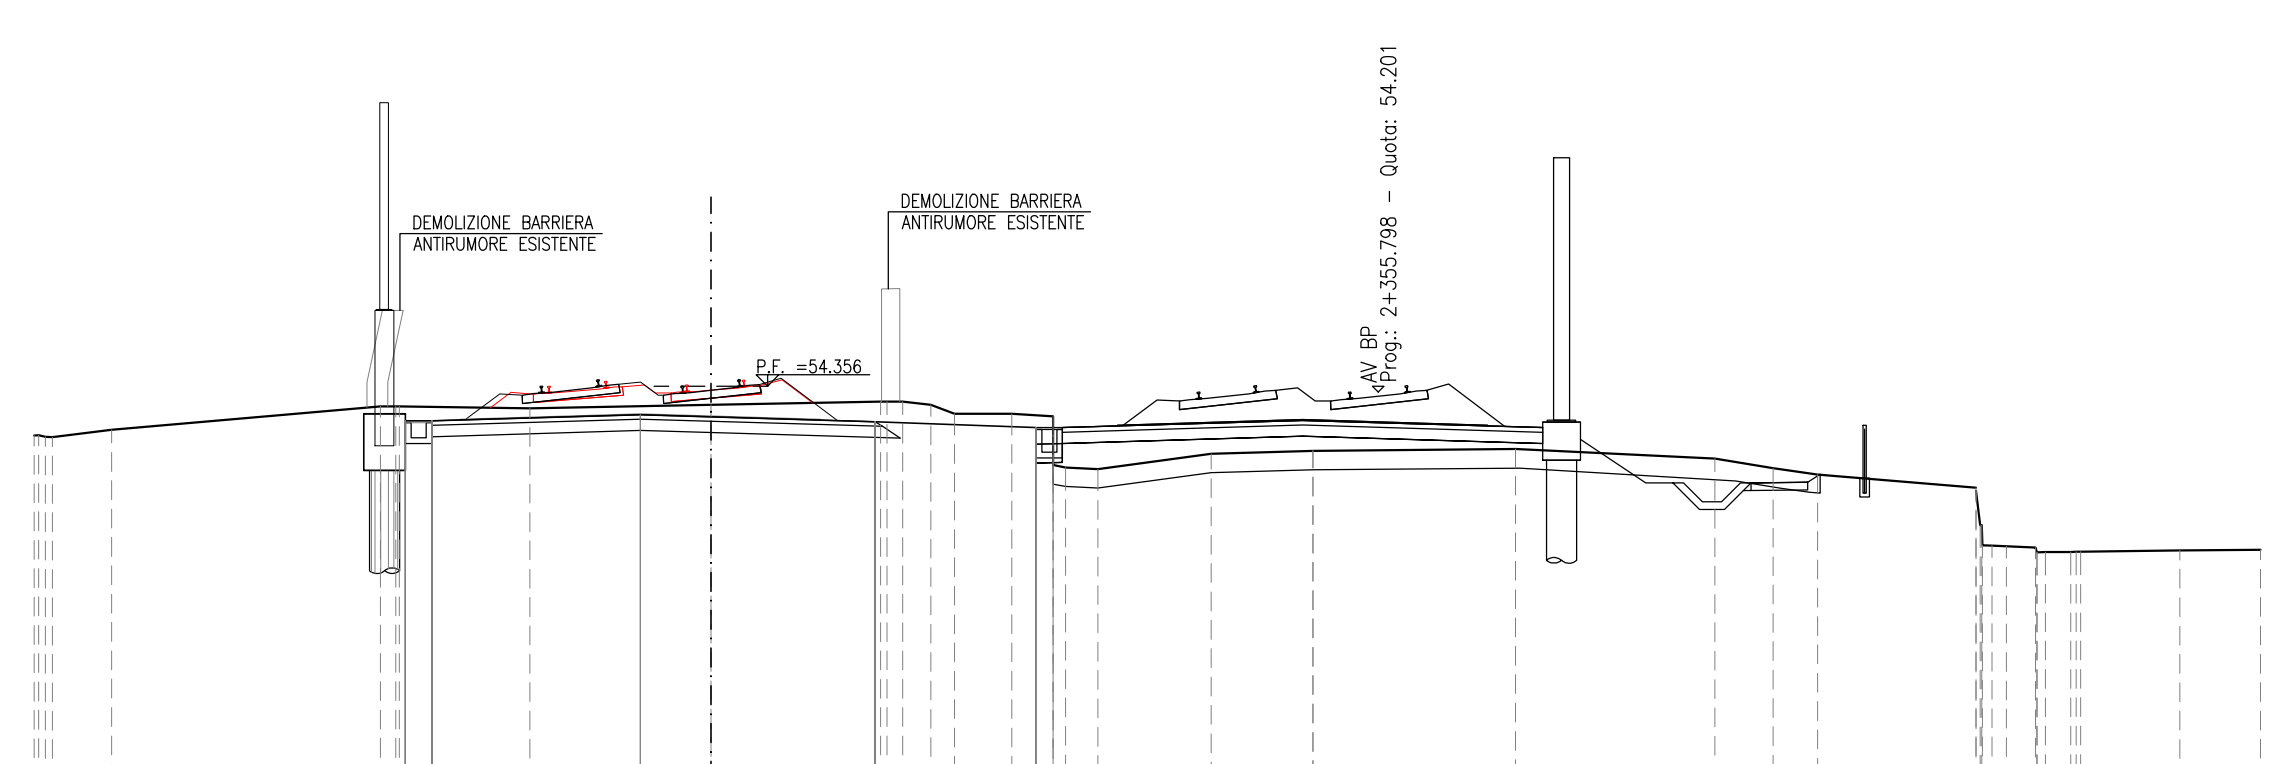 DEMOLIZIONE BARRIERA
ANTIRUMORE ESISTENTE
DEMOLIZIONE BARRIERA
ANTIRUMORE ESISTENTE
P.F. =54.356
AV BP
Prog.: 2+355.798 - Quota: 54.201